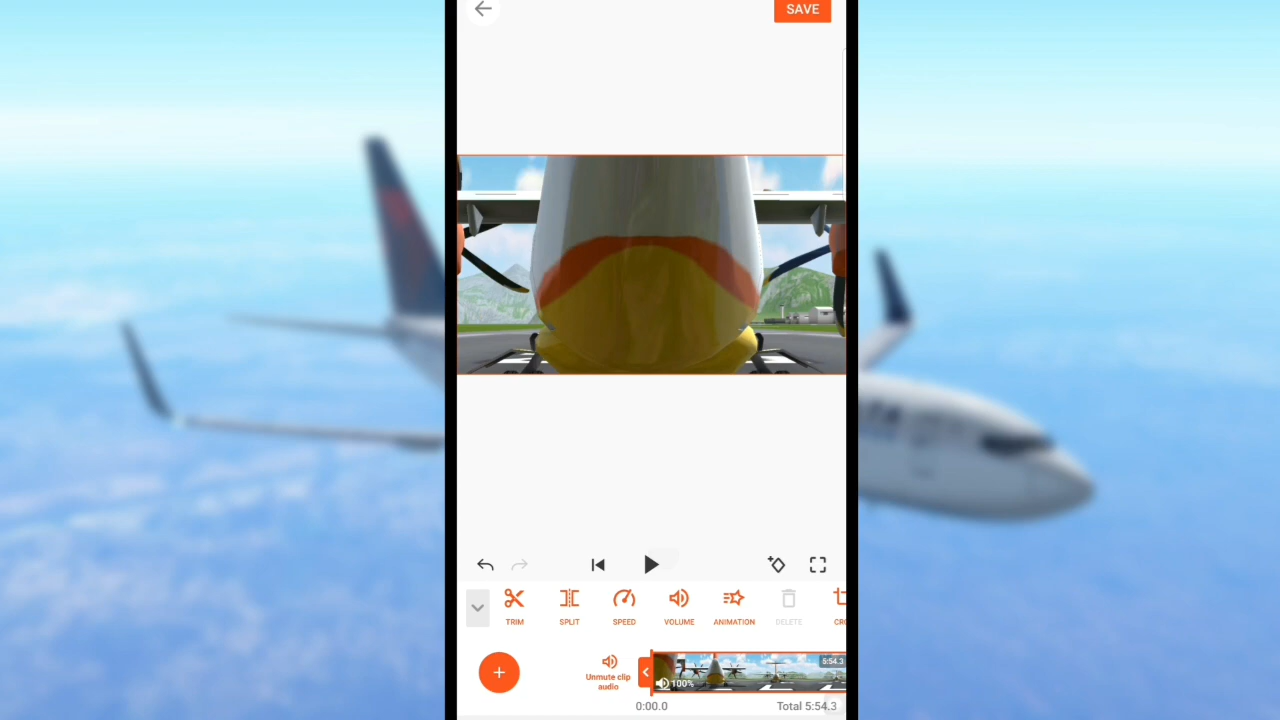 SAVE
TRIM
SPLIT
SPEED
VOLUME
ANIMATION
DELETE
CRO
5:54.3
Unmute clip
audio
100%
0:00.0
Total 5:54.3